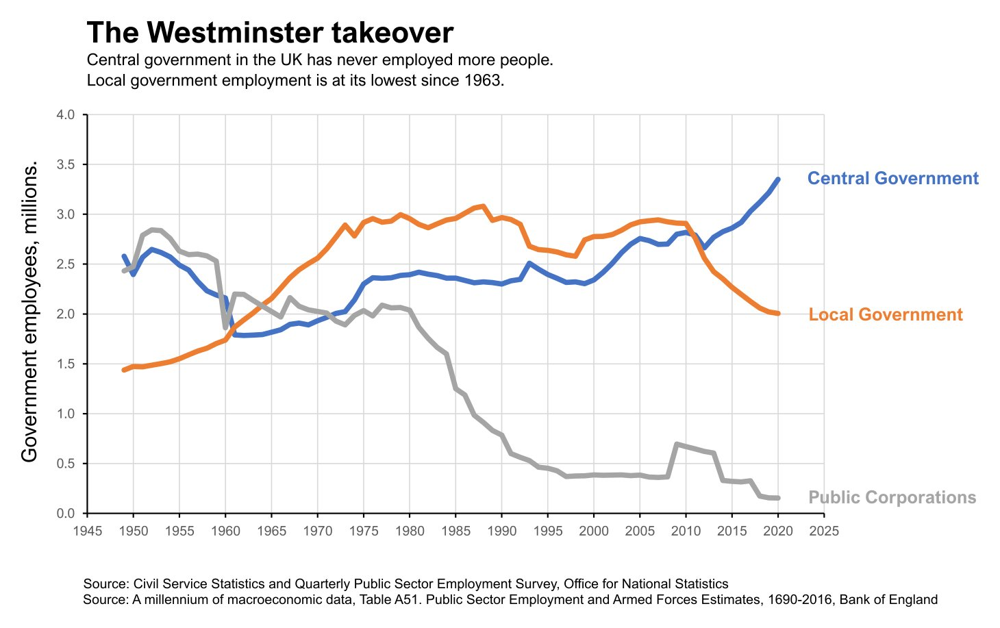 The Westminster takeover
Central government in the UK has never employed more people.
Local government employment is at its lowest since 1963.
Government employees, millions.
4.0
3.5
3.0
2.5
2.0
1.5
1.0
0.5
0.0
Central Government
Local Government
Public Corporations
1945 1950 1955 1960 1965 1970 1975 1980 1985 1990 1995 2000 2005 2010 2015 2020 2025
Source: Civil Service Statistics and Quarterly Public Sector Employment Survey, Office for National Statistics
Source: A millennium of macroeconomic data, Table A51. Public Sector Employment and Armed Forces Estimates, 1690-2016, Bank of England